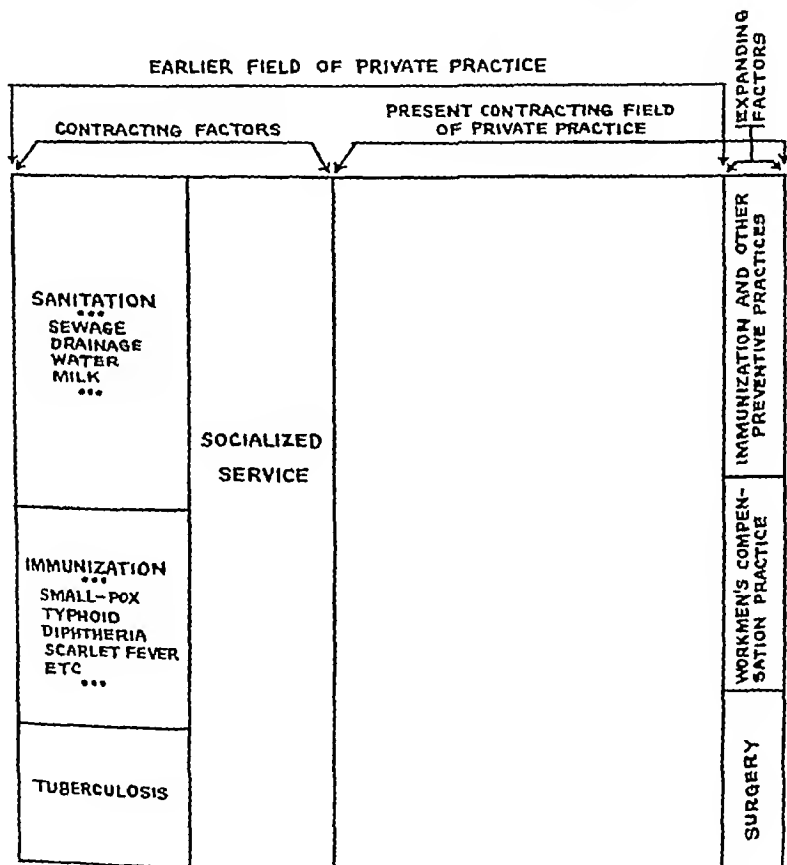 EARLIER FIELD OF PRIVATE PRACTICE
EXPANDING
FACTORS
CONTRACTING FACTORS
PRESENT CONTRACTING FIELD
OF PRIVATE PRACTICE
SANITATION
•••
SEWAGE
DRAINAGE
WATER
MILK
•••
IMMUNIZATION
•••
SMALL-POX
TYPHOID
DIPHTHERIA
SCARLET FEVER
ETC
•••
TUBERCULOSIS
SOCIALIZED
SERVICE
IMMUNIZATION AND OTHER
PREVENTIVE PRACTICES
WORKMEN'S COMPEN-
SATION PRACTICE
SURGERY